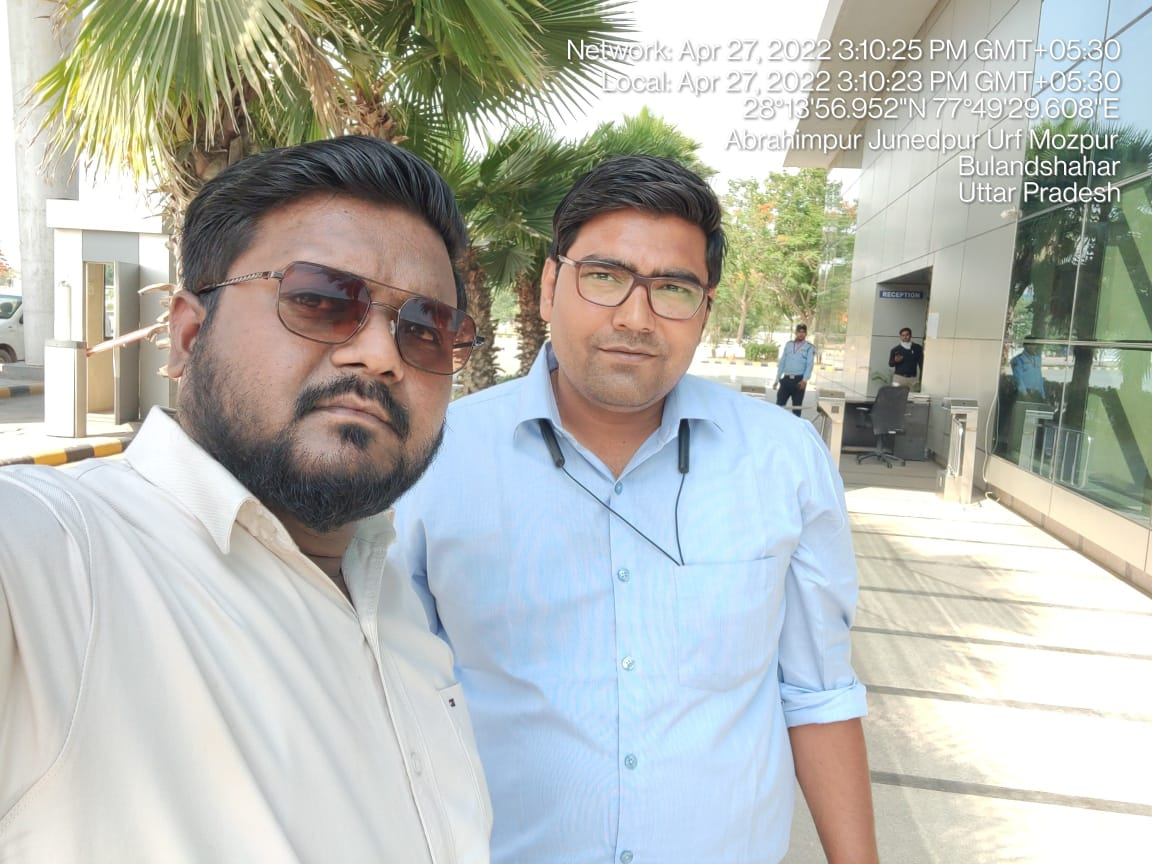 Network: Apr 27, 2022 3:10:25 PM GMT+05:30
Local: Apr 27, 2022 3:10:23 PM GMT+05:30
28°13'56.952"N 77°49'29.608"E
Abrahimpur Junedpur Urf Mozpur
Bulandshahar
Uttar Pradesh
RECEPTION